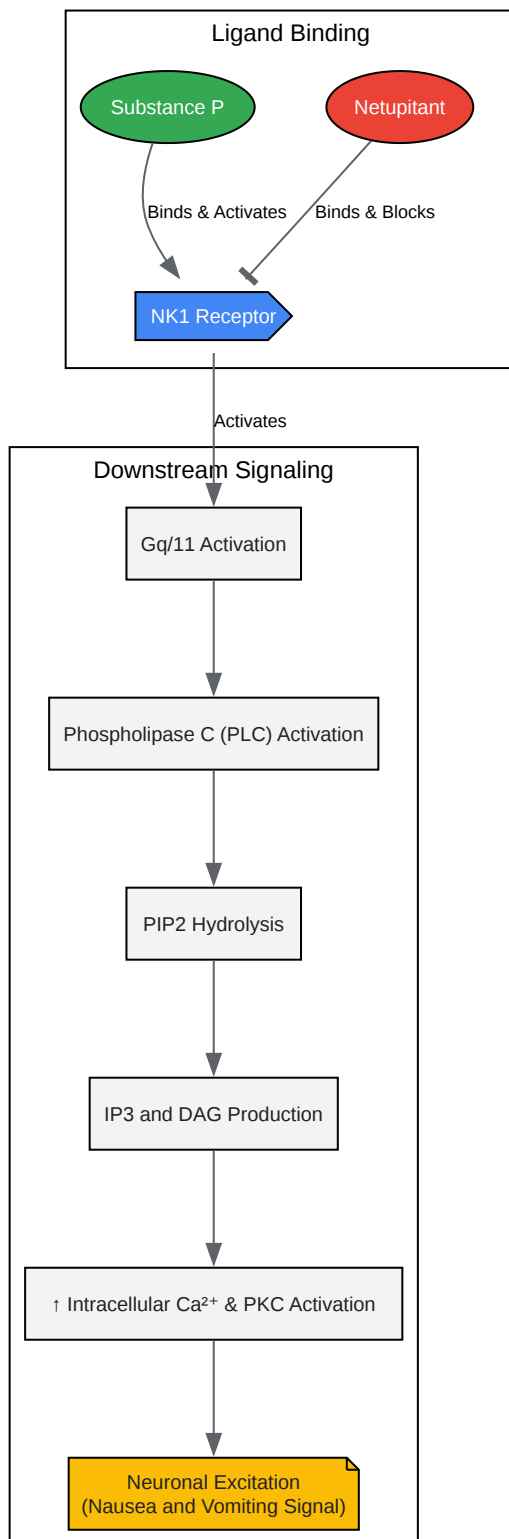 Ligand Binding
Substance P
Netupitant
Binds & Activates
Binds & Blocks
NK1 Receptor
Activates
Downstream Signaling
Gq/11 Activation
Phospholipase C (PLC) Activation
PIP2 Hydrolysis
IP3 and DAG Production
↑ Intracellular Ca²⁺ & PKC Activation
Neuronal Excitation
(Nausea and Vomiting Signal)